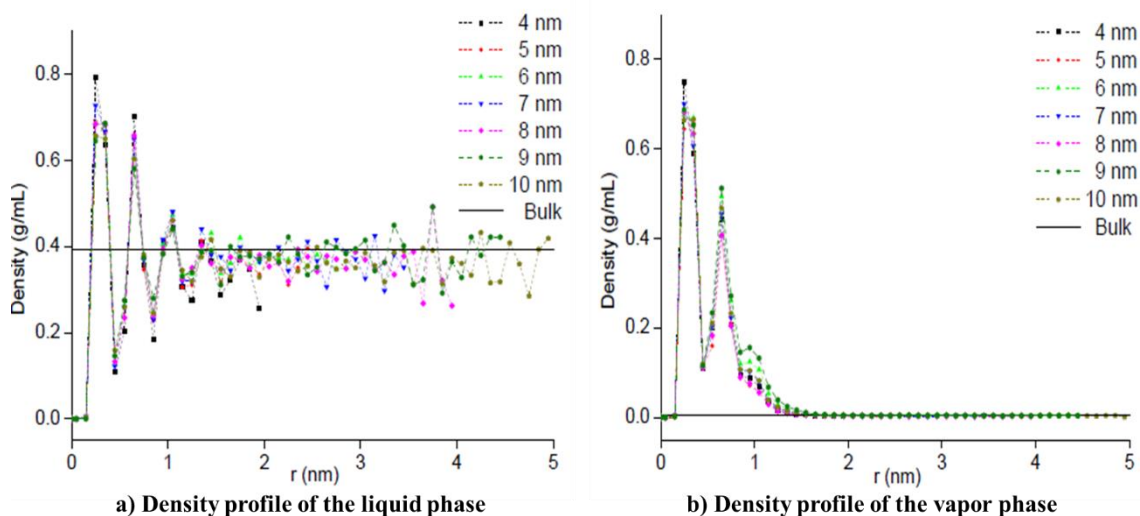 4 nm
5 nm
6 nm
7 nm
8 nm
9 nm
10 nm
Bulk
Density (g/mL)
0.8
0.6
0.4
0.2
0.0
0 1 2 3 4 5
r (nm)
a) Density profile of the liquid phase
4 nm
5 nm
6 nm
7 nm
8 nm
9 nm
10 nm
Bulk
Density (g/mL)
0.8
0.6
0.4
0.2
0.0
0 1 2 3 4 5
r (nm)
b) Density profile of the vapor phase